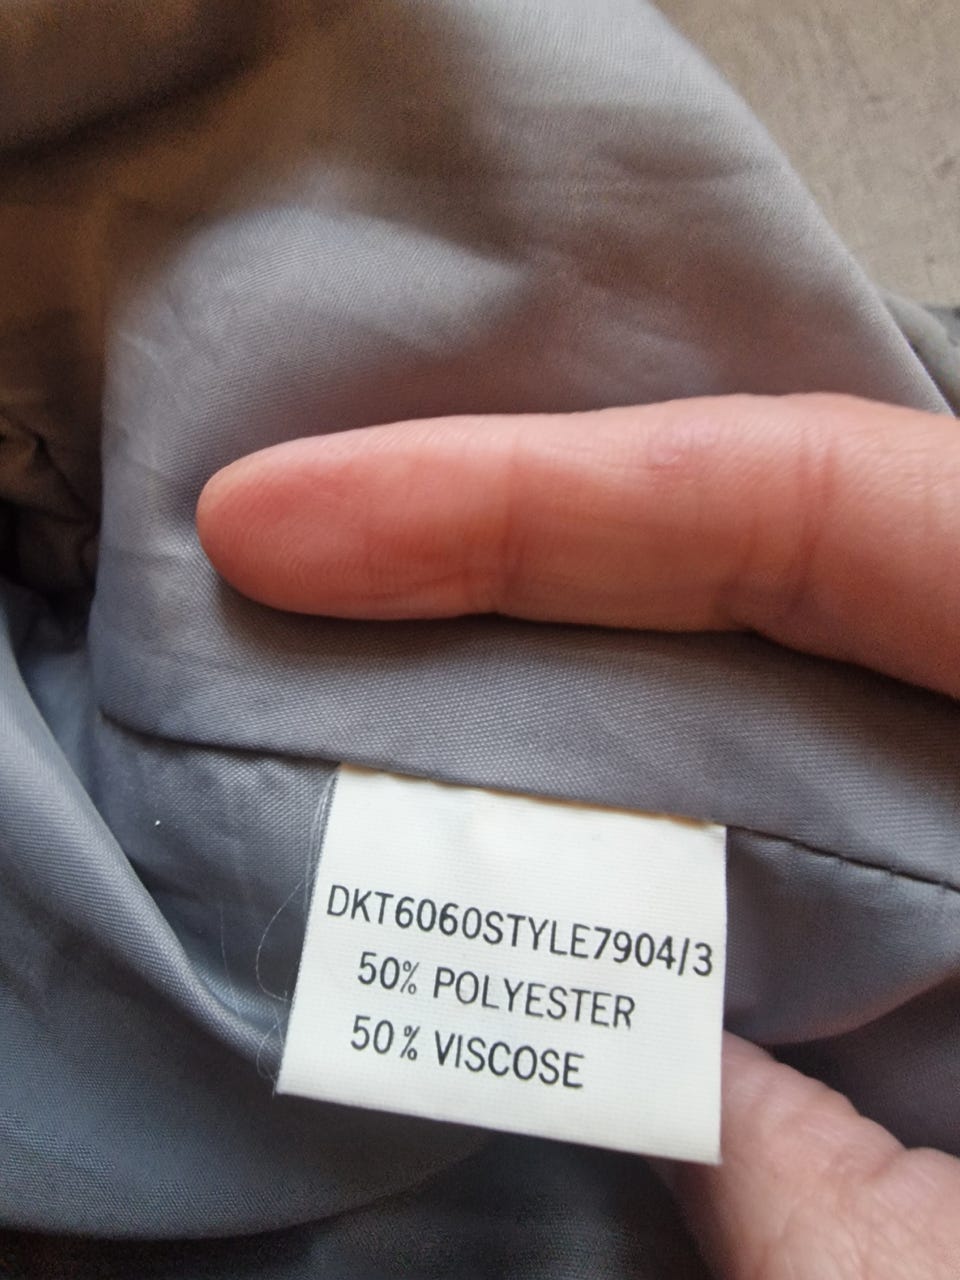 DKT6060STYLE7904/3
50% POLYESTER
50% VISCOSE